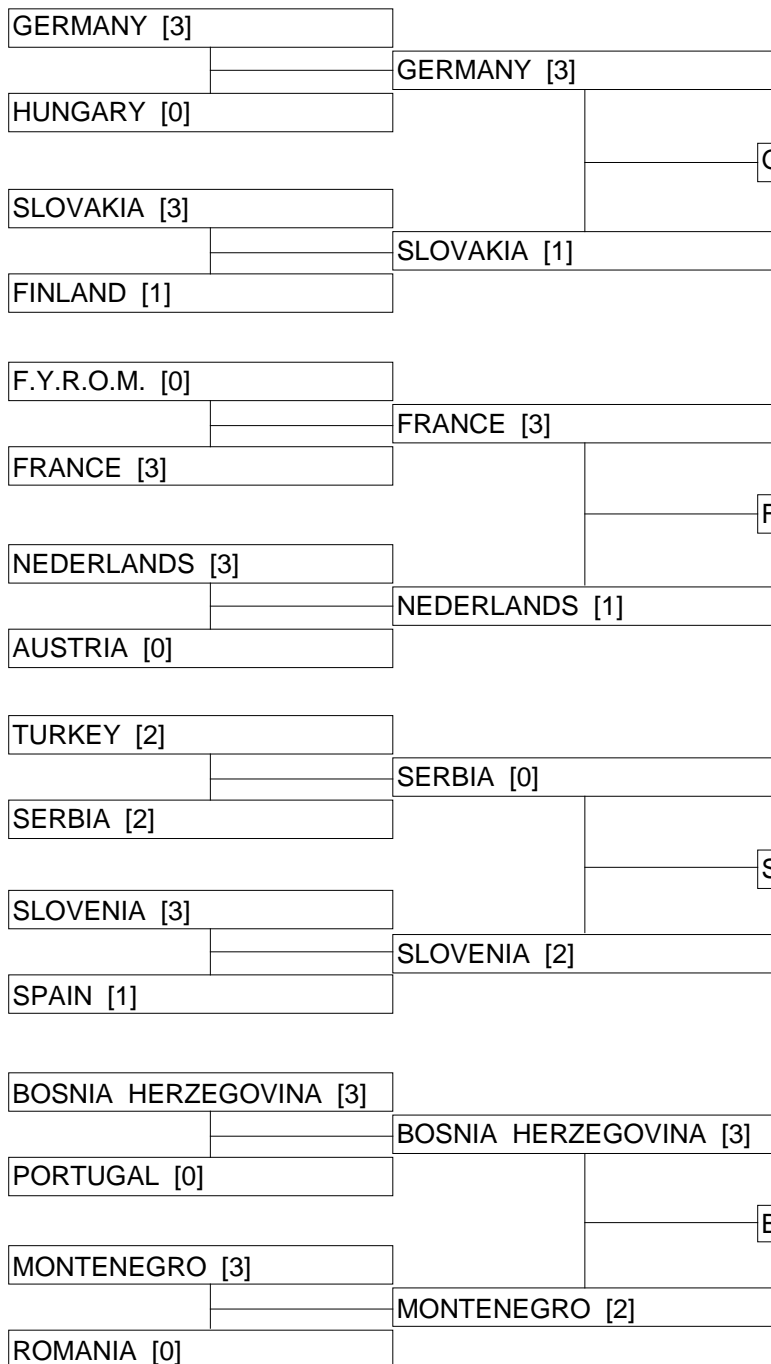 GERMANY [3]
GERMANY [3]
HUNGARY [0]
SLOVAKIA [3]
SLOVAKIA [1]
FINLAND [1]
F.Y.R.O.M. [0]
FRANCE [3]
FRANCE [3]
NEDERLANDS [3]
NEDERLANDS [1]
AUSTRIA [0]
TURKEY [2]
SERBIA [0]
SERBIA [2]
SLOVENIA [3]
SLOVENIA [2]
SPAIN [1]
BOSNIA HERZEGOVINA [3]
BOSNIA HERZEGOVINA [3]
PORTUGAL [0]
MONTENEGRO [3]
MONTENEGRO [2]
ROMANIA [0]